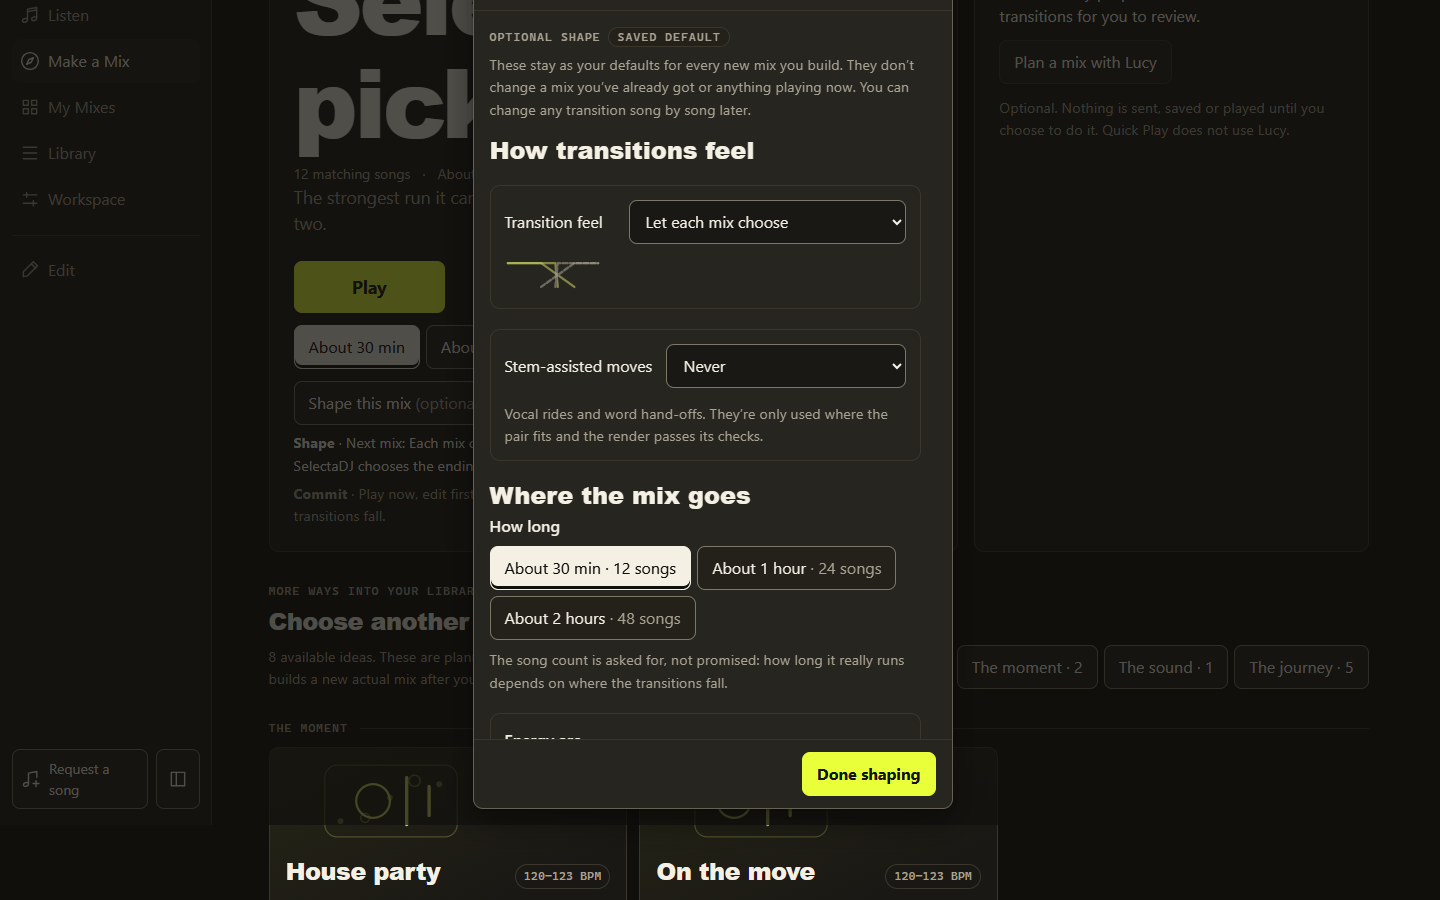 Listen
Make a Mix
My Mixes
Library
Workspace
Edit
Request a
song
pick
12 matching songs · About
The strongest run it can
two.
Play
About 30 min
Shape this mix (optiona
Shape · Next mix: Each mix c
SelectaDJ chooses the endin
Commit · Play now, edit first
transitions fall.
MORE WAYS INTO YOUR LIBRAR
Choose another
8 available ideas. These are plan
builds a new actual mix after you
THE MOMENT
OPTIONAL SHAPE SAVED DEFAULT
These stay as your defaults for every new mix you build. They don't
change a mix you've already got or anything playing now. You can
change any transition song by song later.
How transitions feel
Transition feel Let each mix choose
Stem-assisted moves Never
Vocal rides and word hand-offs. They're only used where the
pair fits and the render passes its checks.
Where the mix goes
How long
About 30 min · 12 songs About 1 hour · 24 songs
About 2 hours · 48 songs
The song count is asked for, not promised: how long it really runs
depends on where the transitions fall.
Done shaping
transitions for you to review.
Plan a mix with Lucy
Optional. Nothing is sent, saved or played until you
choose to do it. Quick Play does not use Lucy.
The moment · 2 The sound · 1 The journey · 5
House party 120–123 BPM
On the move 120–123 BPM